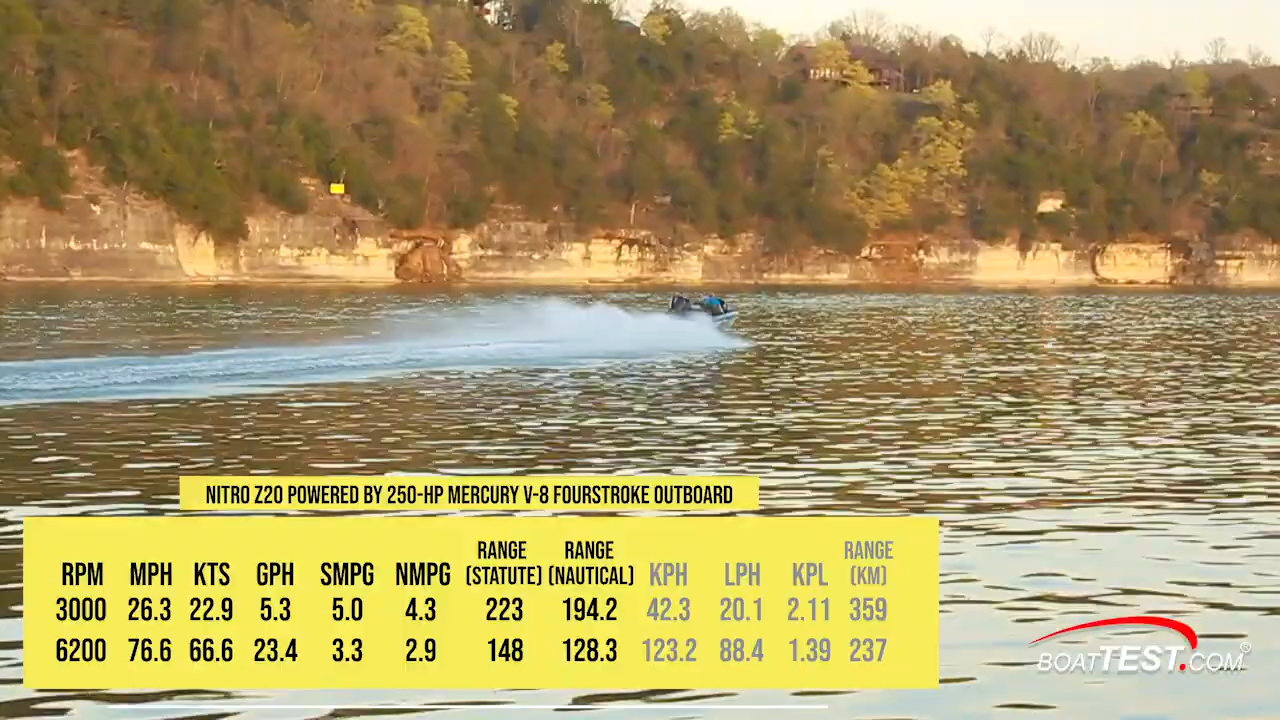 NITRO Z20 POWERED BY 250-HP MERCURY V-8 FOURSTROKE OUTBOARD
RPM MPH KTS GPH SMPG NMPG RANGE (STATUTE) RANGE (NAUTICAL) KPH LPH KPL RANGE (KM)
3000 26.3 22.9 5.3 5.0 4.3 223 194.2 42.3 20.1 2.11 359
6200 76.6 66.6 23.4 3.3 2.9 148 128.3 123.2 88.4 1.39 237
BOATTEST.COM®